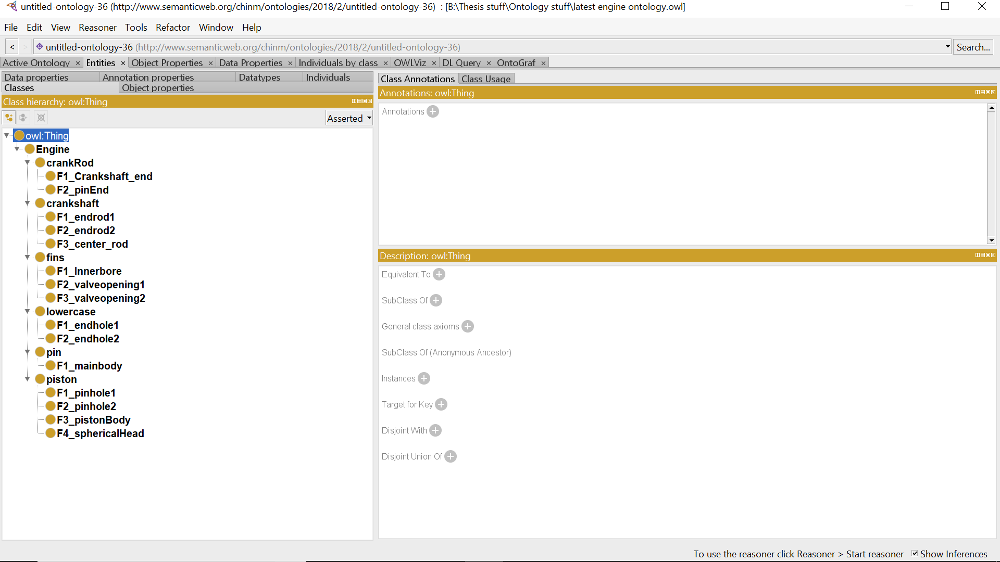 untitled-ontology-36 (http://www.semanticweb.org/chinm/ontologies/2018/2/untitled-ontology-36) : [B:\Thesis stuff\Ontology stuff\latest engine ontology.owl]
File Edit View Reasoner Tools Refactor Window Help
< > untitled-ontology-36 (http://www.semanticweb.org/chinm/ontologies/2018/2/untitled-ontology-36) Search...
Active Ontology × Entities × Object Properties × Data Properties × Individuals by class × OWLViz × DL Query × OntoGraf ×
Data properties Annotation properties Datatypes Individuals
Classes Object properties
Class hierarchy: owl:Thing
Asserted
owl:Thing
Engine
crankRod
F1_Crankshaft_end
F2_pinEnd
crankshaft
F1_endrod1
F2_endrod2
F3_center_rod
fins
F1_Innerbore
F2_valveopening1
F3_valveopening2
lowercase
F1_endhole1
F2_endhole2
pin
F1_mainbody
piston
F1_pinhole1
F2_pinhole2
F3_pistonBody
F4_sphericalHead
Class Annotations Class Usage
Annotations: owl:Thing
Annotations
Description: owl:Thing
Equivalent To
SubClass Of
General class axioms
SubClass Of (Anonymous Ancestor)
Instances
Target for Key
Disjoint With
Disjoint Union Of
To use the reasoner click Reasoner > Start reasoner Show Inferences